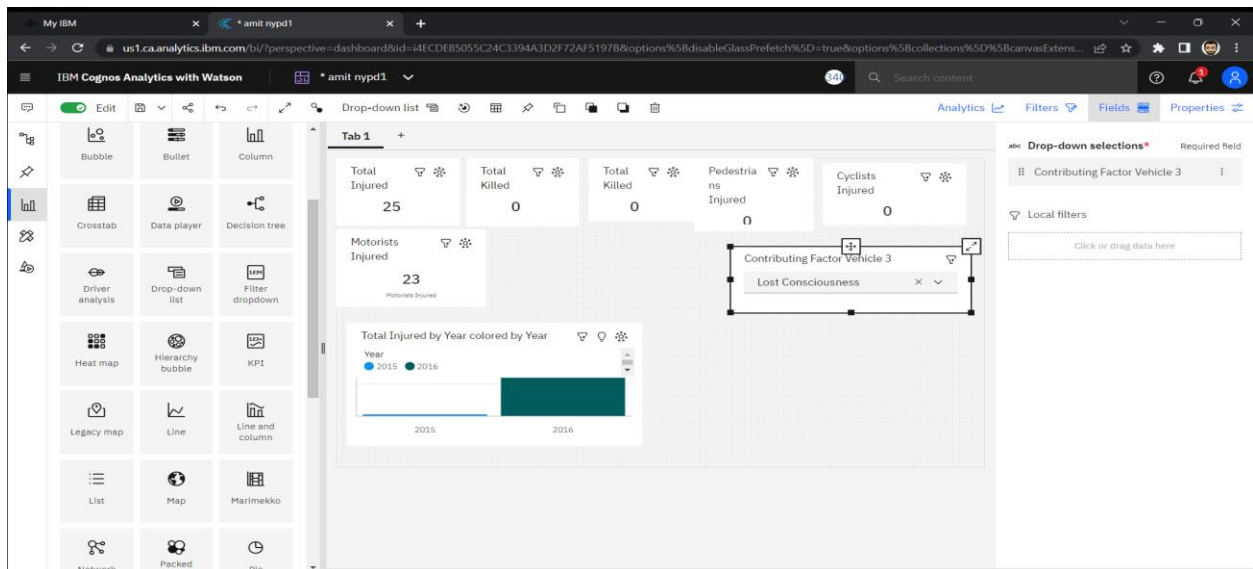 My IBM
* amit nypd1
us1.ca.analytics.ibm.com/bi/?perspective=dashboard&id=i4ECDE85055C24C3394A3D2F72AF5197B&options%5BdisableGlassPrefetch%5D=true&options%5Bcollections%5D%5BcanvasExtens...
IBM Cognos Analytics with Watson
* amit nypd1
Search content
Edit
Drop-down list
Analytics
Filters
Fields
Properties
Bubble
Bullet
Column
Crosstab
Data player
Decision tree
Driver
analysis
Drop-down
list
Filter
dropdown
Heat map
Hierarchy
bubble
KPI
Legacy map
Line
Line and
column
List
Map
Marimekko
Network
Packed
Pie
Tab 1
Total
Injured
25
Total
Killed
0
Total
Killed
0
Pedestria
ns
Injured
0
Cyclists
Injured
0
Motorists
Injured
23
Motorists Injured
Contributing Factor Vehicle 3
Lost Consciousness
Total Injured by Year colored by Year
Year
2015 2016
2015
2016
abc Drop-down selections* Required field
Contributing Factor Vehicle 3
Local filters
Click or drag data here